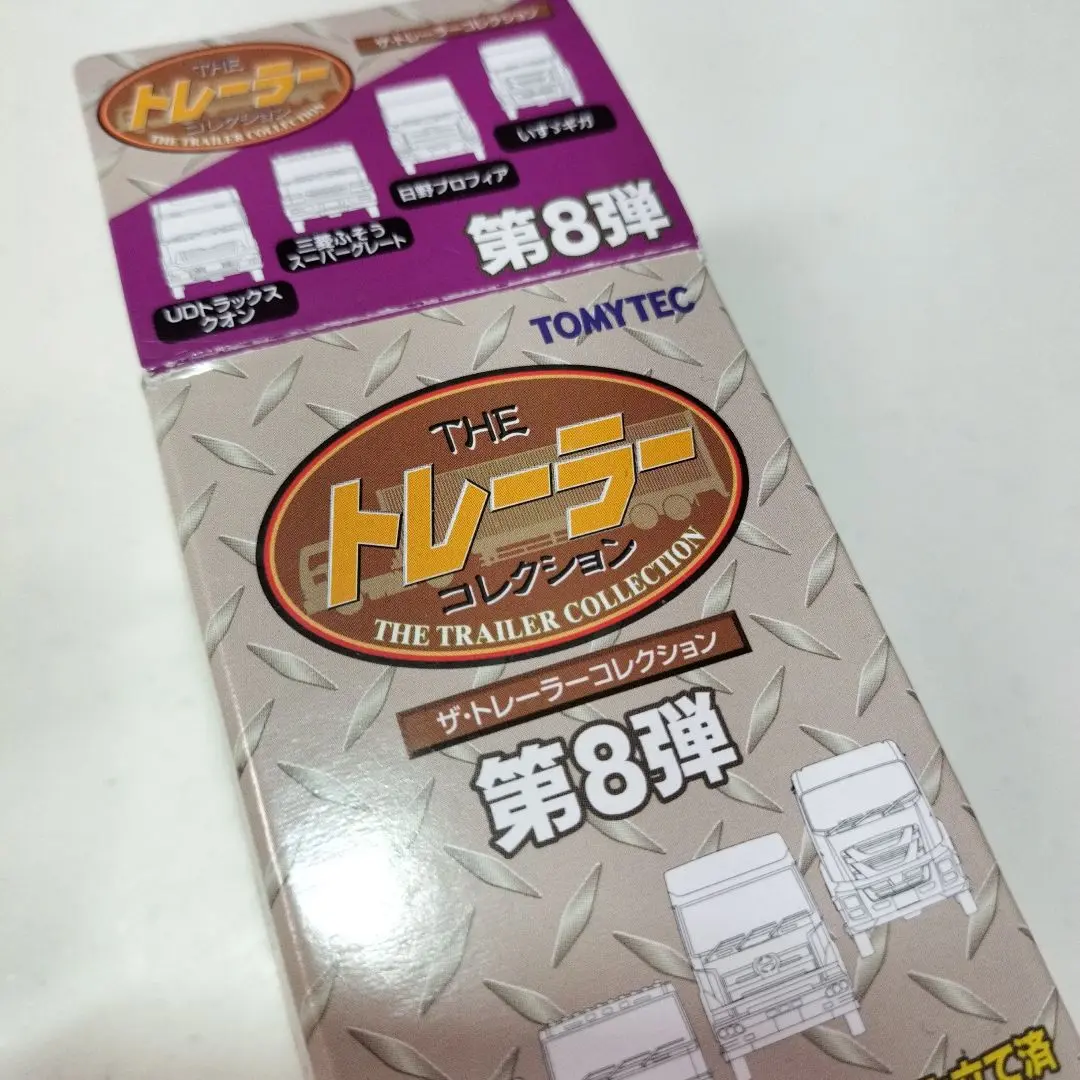 ザ・トレーラーコレクション
THE
トレーラー
コレクション
THE TRAILER COLLECTION
いすゞギガ
日野プロフィア
三菱ふそう
スーパーグレート
UDトラックス
クオン
第8弾
TOMYTEC
THE
トレーラー
コレクション
THE TRAILER COLLECTION
ザ・トレーラーコレクション
第8弾
立て済